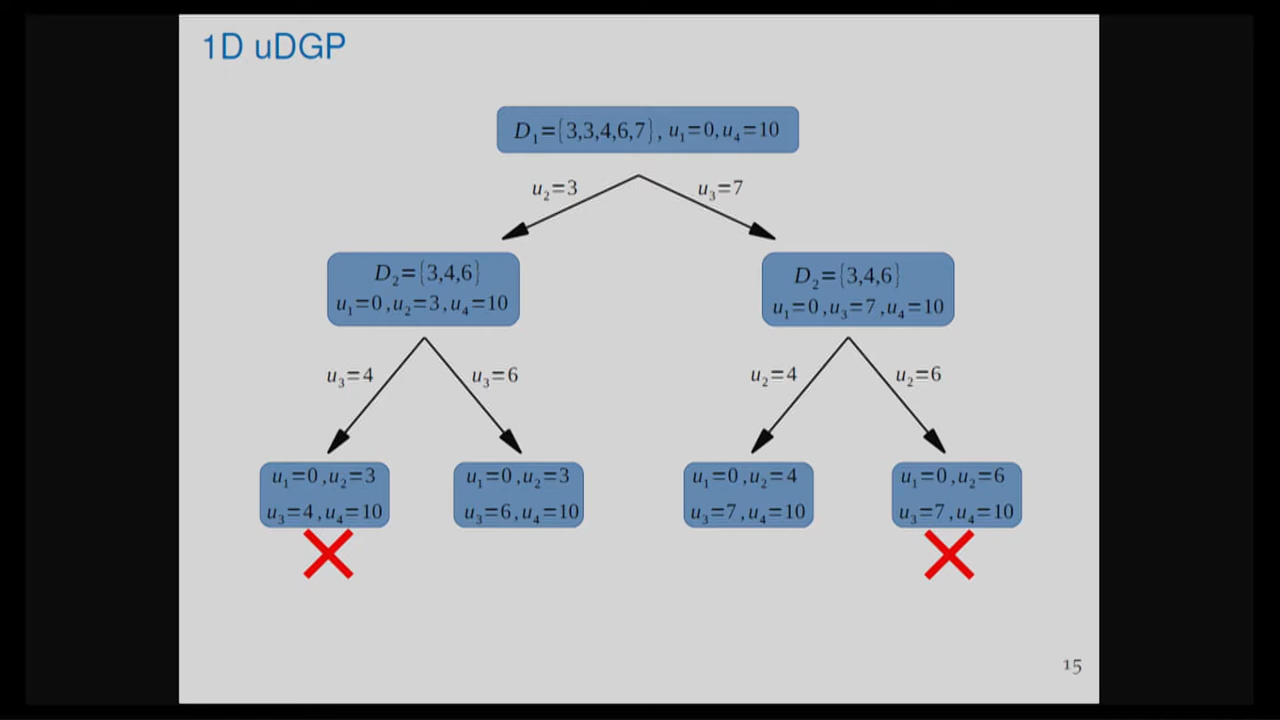 1D uDGP
D₁={3,3,4,6,7}, u₁=0,u₄=10
u₂=3
u₃=7
D₂={3,4,6}
u₁=0,u₂=3,u₄=10
D₂={3,4,6}
u₁=0,u₃=7,u₄=10
u₃=4
u₃=6
u₂=4
u₂=6
u₁=0,u₂=3
u₃=4,u₄=10
u₁=0,u₂=3
u₃=6,u₄=10
u₁=0,u₂=4
u₃=7,u₄=10
u₁=0,u₂=6
u₃=7,u₄=10
15